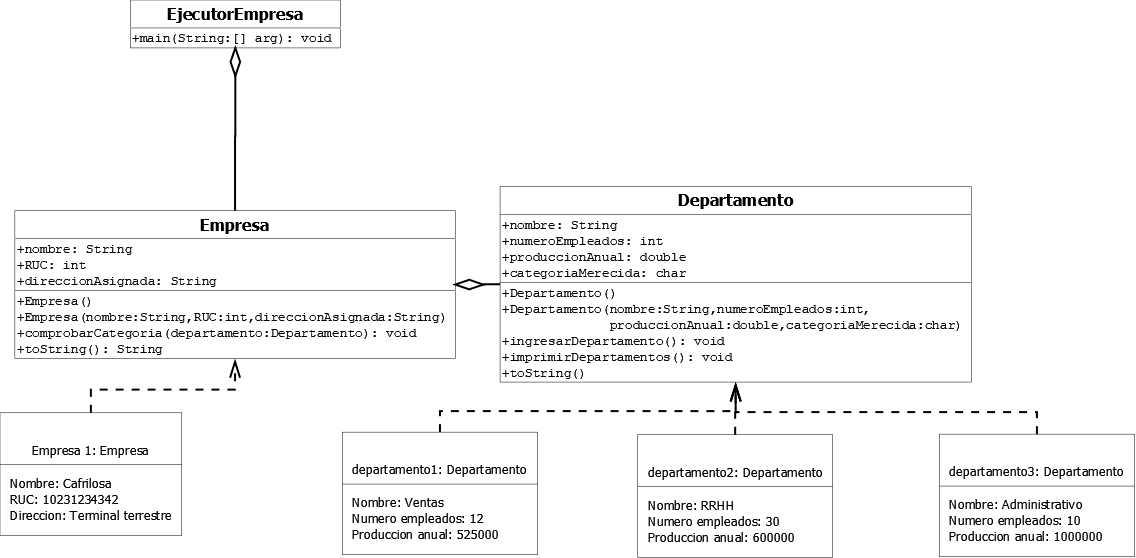 EjecutorEmpresa
+main(String:[] arg): void
Empresa
+nombre: String
+RUC: int
+direccionAsignada: String
+Empresa()
+Empresa(nombre:String,RUC:int,direccionAsignada:String)
+comprobarCategoria(departamento:Departamento): void
+toString(): String
Departamento
+nombre: String
+numeroEmpleados: int
+produccionAnual: double
+categoriaMerecida: char
+Departamento()
+Departamento(nombre:String,numeroEmpleados:int,
produccionAnual:double,categoriaMerecida:char)
+ingresarDepartamento(): void
+imprimirDepartamentos(): void
+toString()
Empresa 1: Empresa
Nombre: Cafrilosa
RUC: 10231234342
Direccion: Terminal terrestre
departamento1: Departamento
Nombre: Ventas
Numero empleados: 12
Produccion anual: 525000
departamento2: Departamento
Nombre: RRHH
Numero empleados: 30
Produccion anual: 600000
departamento3: Departamento
Nombre: Administrativo
Numero empleados: 10
Produccion anual: 1000000